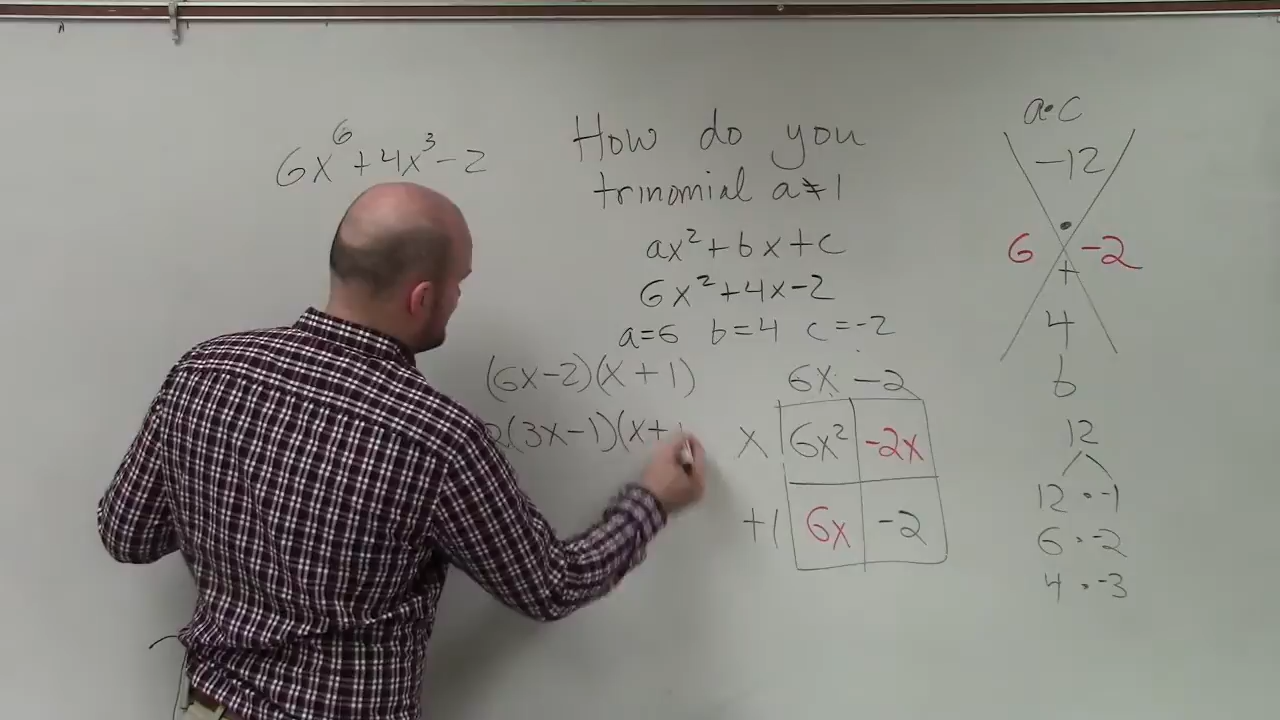 6x⁶+4x³-2
How do you
trinomial a≠1
ax²+bx+c
6x²+4x-2
a=6 b=4 c=-2
(6x-2)(x+1)
2(3x-1)(x+1
6x -2
x 6x² -2x
+1 6x -2
a•c
-12
•
6 -2
+
4
b
12
12 • -1
6 • -2
4 • -3